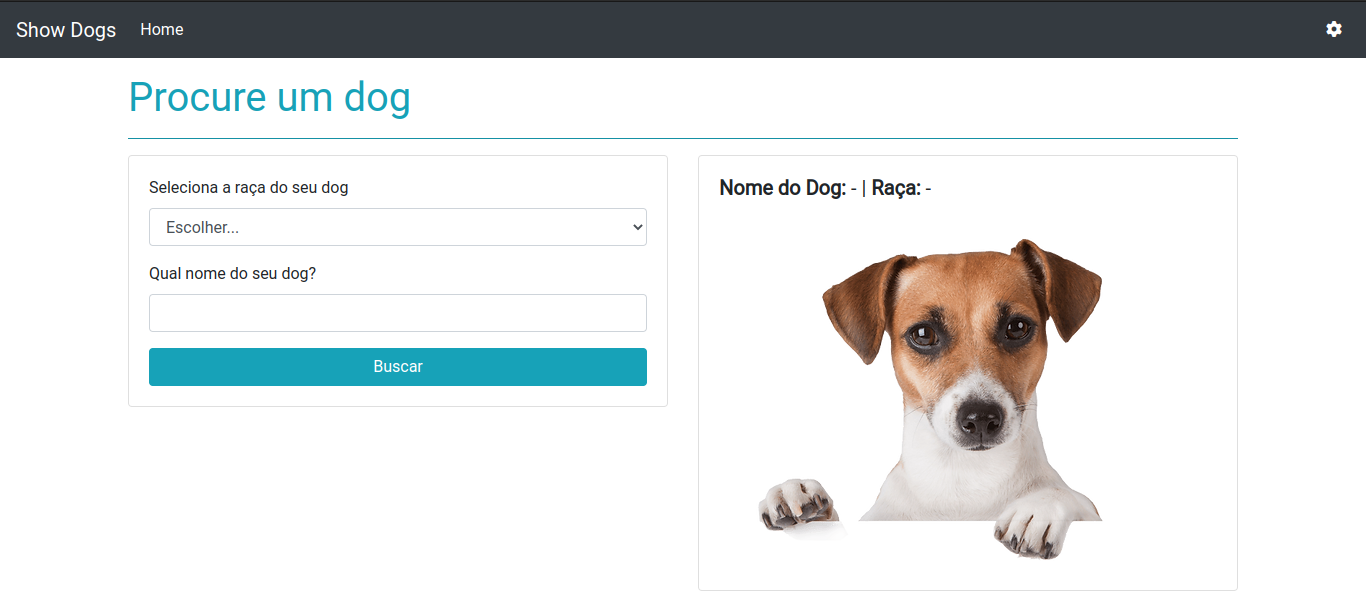 Show Dogs Home
Procure um dog
Seleciona a raça do seu dog
Escolher...
Qual nome do seu dog?
Buscar
Nome do Dog: - | Raça: -